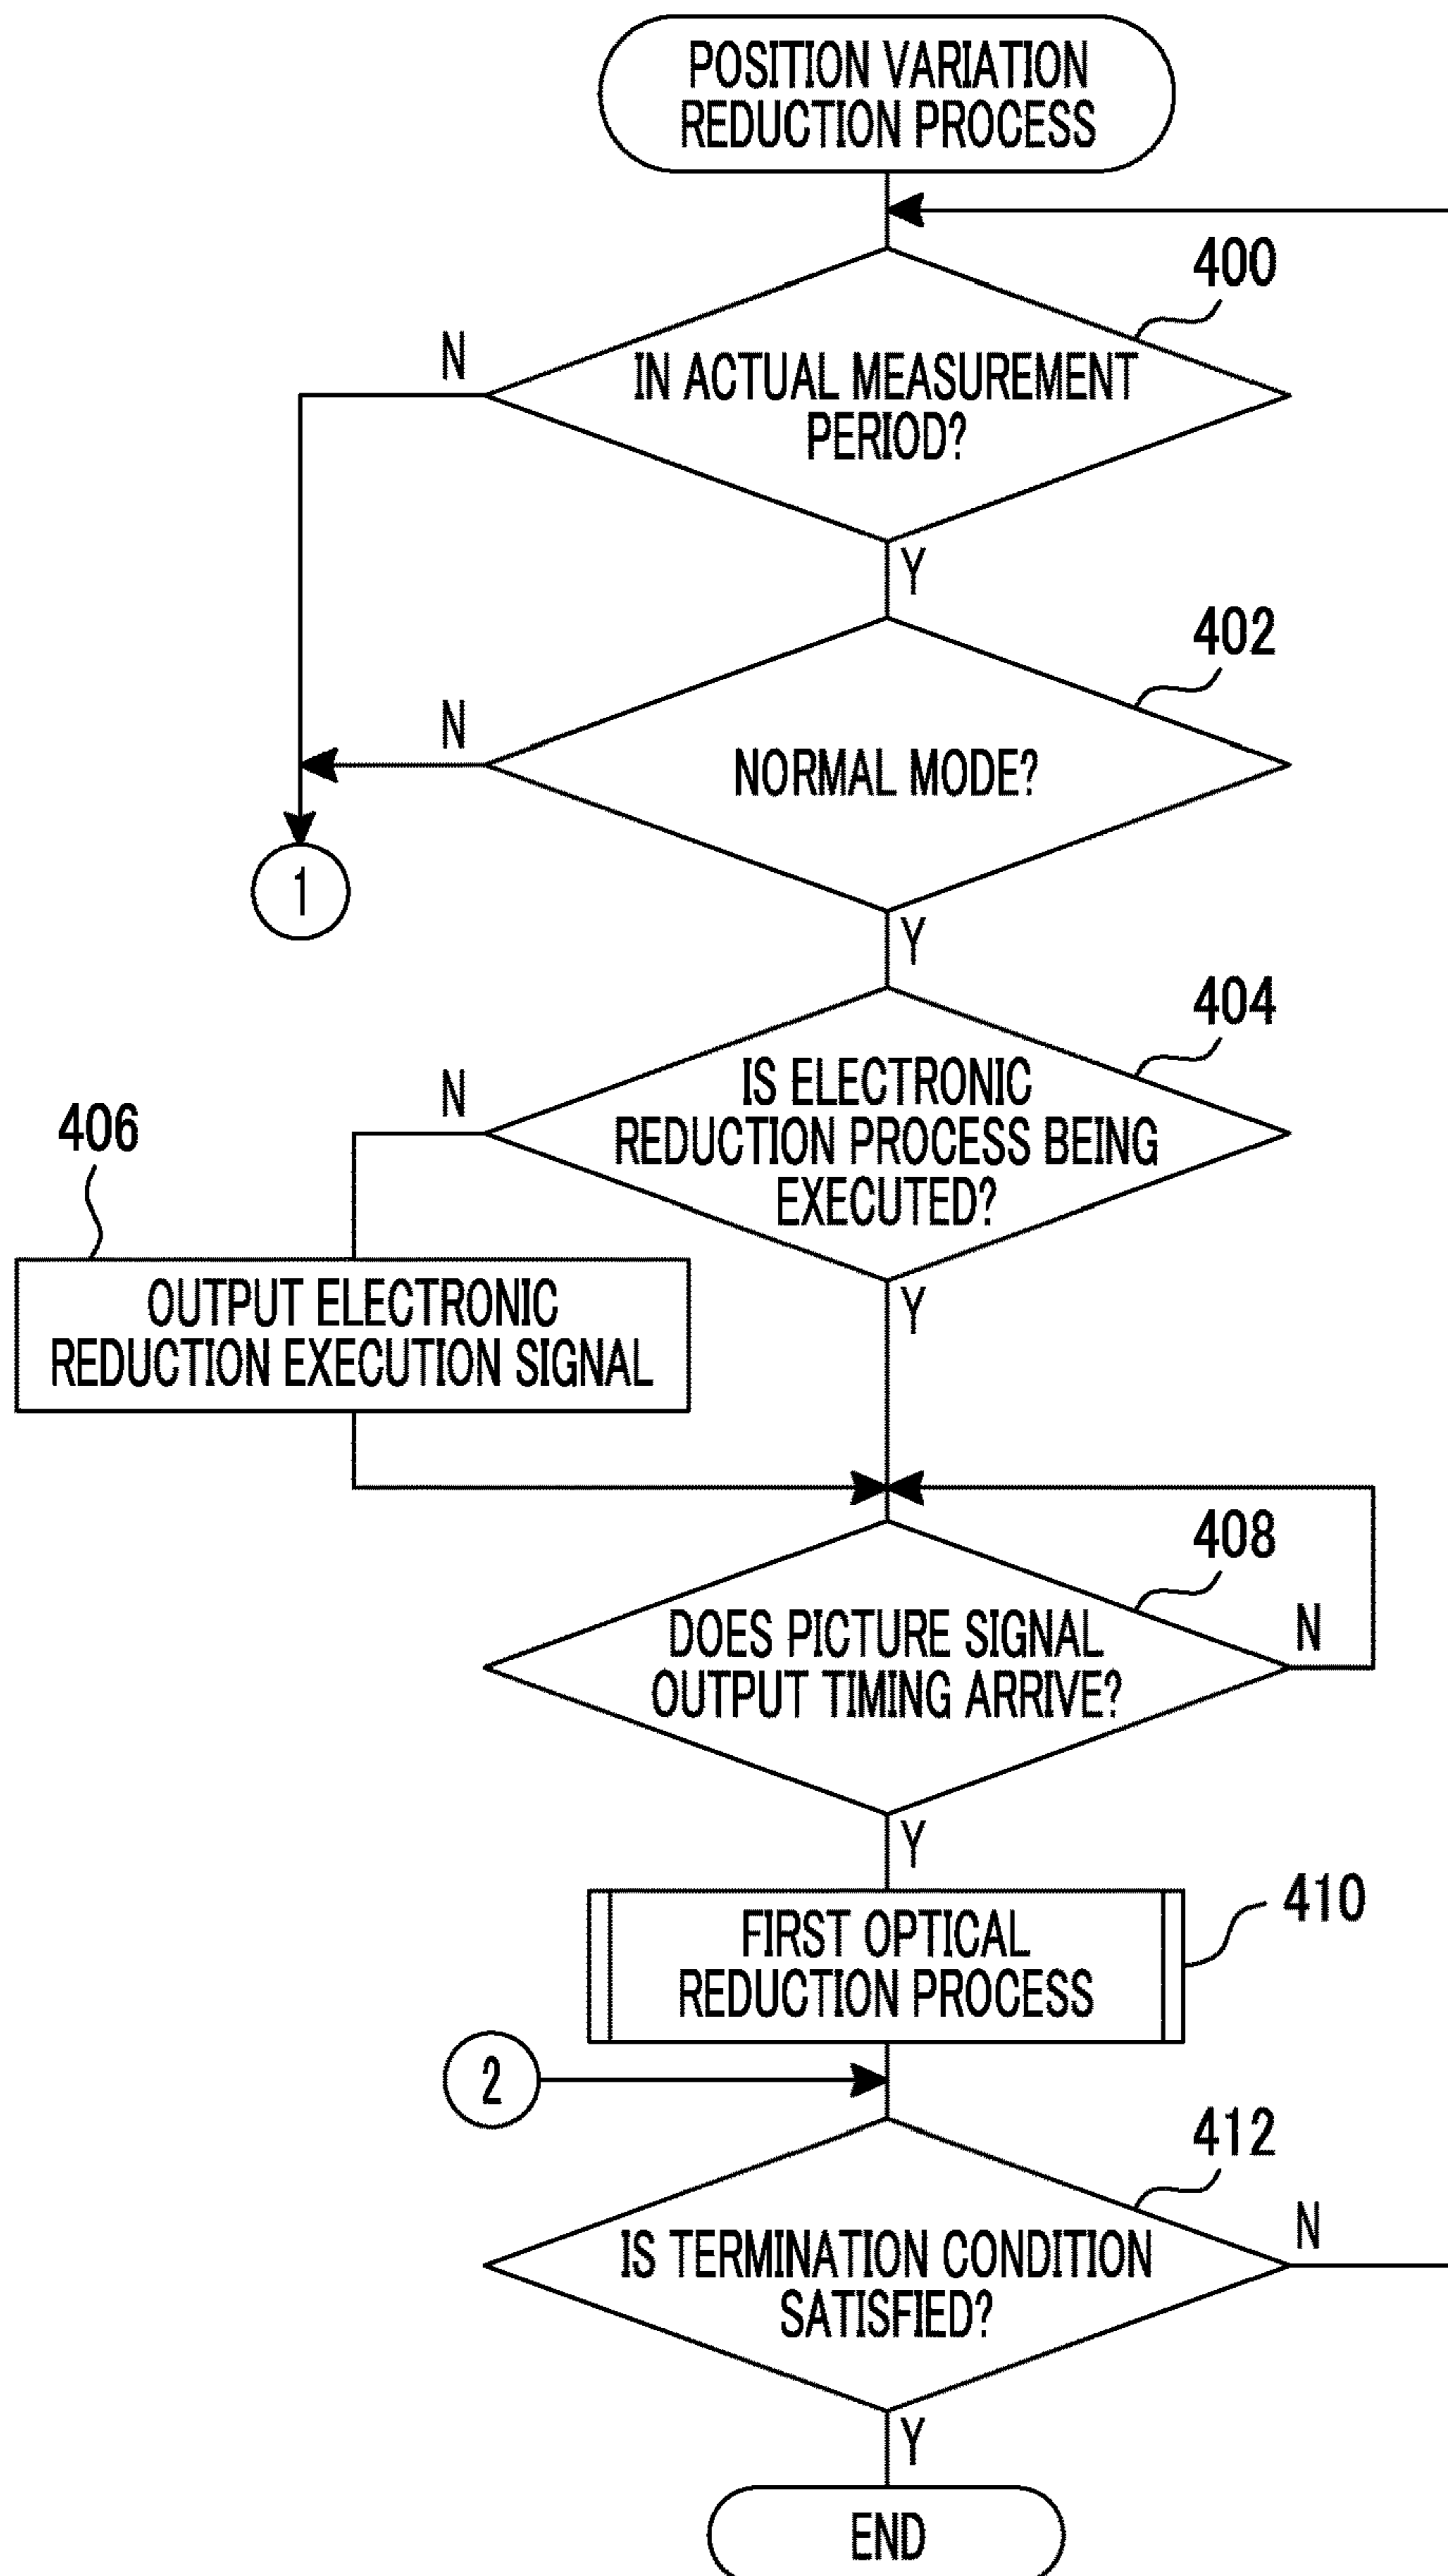 POSITION VARIATION
REDUCTION PROCESS
400
N
IN ACTUAL MEASUREMENT
PERIOD?
Y
402
N
NORMAL MODE?
1
Y
404
N
IS ELECTRONIC
REDUCTION PROCESS BEING
EXECUTED?
406
Y
OUTPUT ELECTRONIC
REDUCTION EXECUTION SIGNAL
408
DOES PICTURE SIGNAL
OUTPUT TIMING ARRIVE?
N
Y
410
FIRST OPTICAL
REDUCTION PROCESS
2
412
N
IS TERMINATION CONDITION
SATISFIED?
Y
END